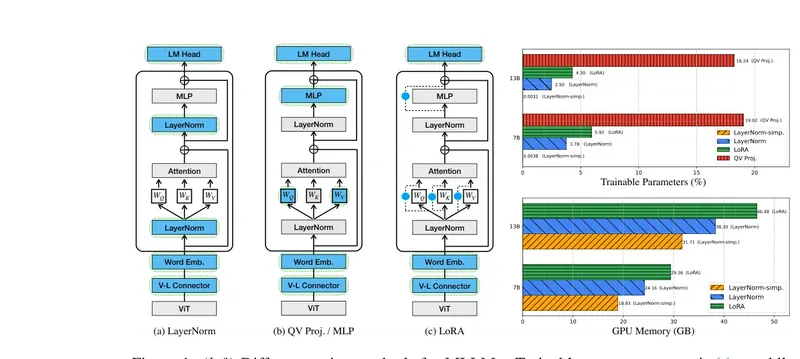 LM Head
MLP
LayerNorm
Attention
W_Q W_K W_V
LayerNorm
Word Emb.
V-L Connector
ViT
(a) LayerNorm
LM Head
MLP
LayerNorm
Attention
W_Q W_K W_V
LayerNorm
Word Emb.
V-L Connector
ViT
(b) QV Proj. / MLP
LM Head
MLP
LayerNorm
Attention
W_Q W_K W_V
LayerNorm
Word Emb.
V-L Connector
ViT
(c) LoRA
13B
18.24 (QV Proj.)
4.30 (LoRA)
2.50 (LayerNorm)
0.0031 (LayerNorm-simp.)
7B
19.02 (QV Proj.)
5.92 (LoRA)
3.78 (LayerNorm)
0.0038 (LayerNorm-simp.)
LayerNorm-simp.
LayerNorm
LoRA
QV Proj.
0 5 10 15 20
Trainable Parameters (%)
13B
46.48 (LoRA)
38.39 (LayerNorm)
31.71 (LayerNorm-simp.)
7B
29.36 (LoRA)
24.16 (LayerNorm)
18.93 (LayerNorm-simp.)
LayerNorm-simp.
LayerNorm
LoRA
0 10 20 30 40 50
GPU Memory (GB)